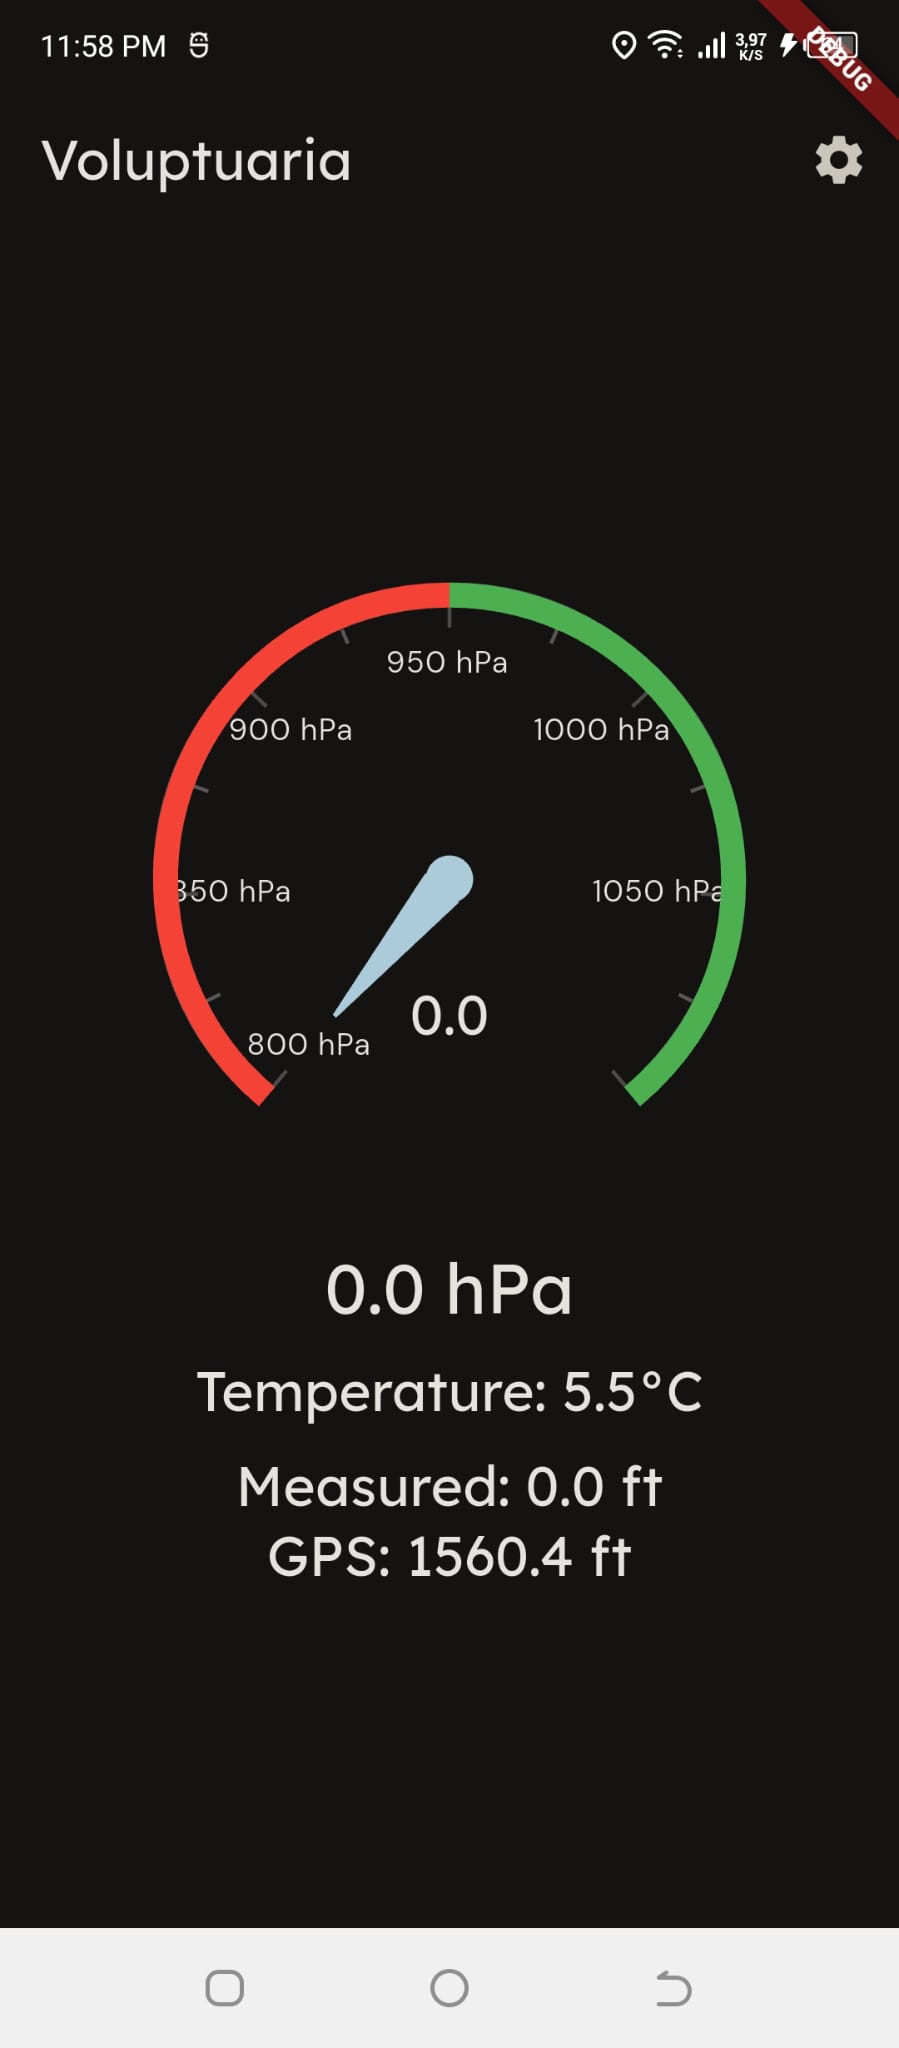 11:58 PM
3,97
K/S
DEBUG
Voluptuaria
950 hPa
900 hPa
1000 hPa
850 hPa
1050 hPa
0.0
800 hPa
0.0 hPa
Temperature: 5.5°C
Measured: 0.0 ft
GPS: 1560.4 ft